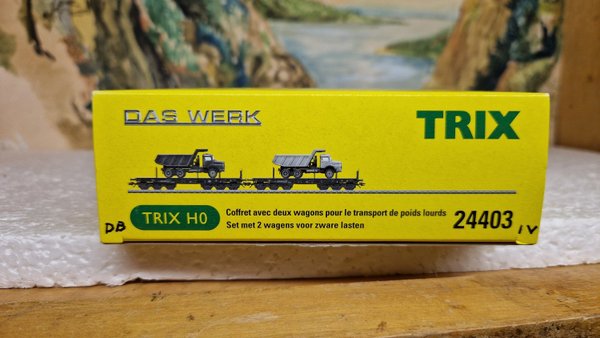 DAS WERK
TRIX
TRIX H0
Coffret avec deux wagons pour le transport de poids lourds
Set met 2 wagens voor zware lasten
24403
DB
IV